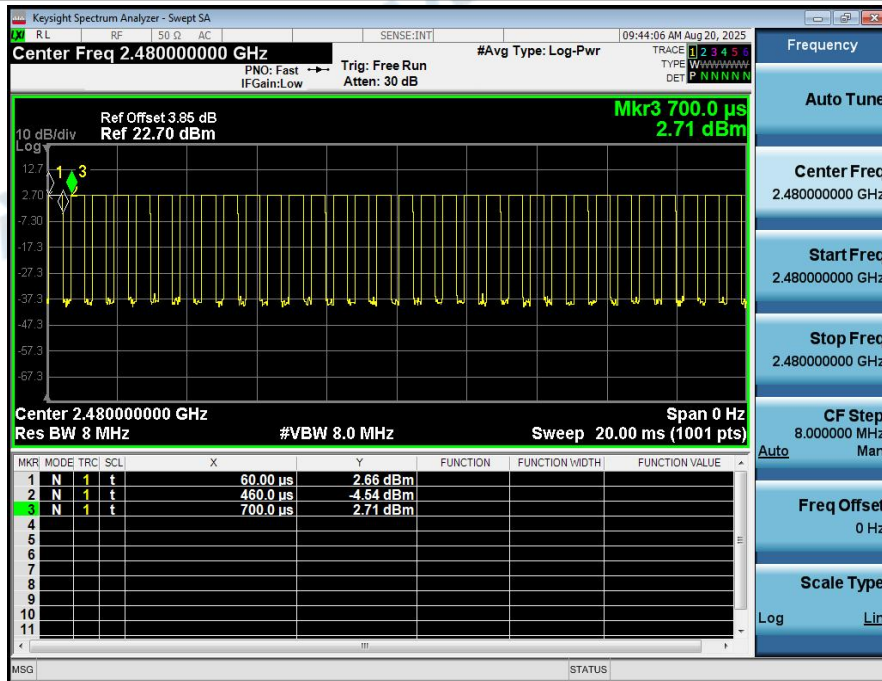 Keysight Spectrum Analyzer - Swept SA
LXI RL RF 50 Ω AC SENSE:INT 09:44:06 AM Aug 20, 2025
Center Freq 2.480000000 GHz #Avg Type: Log-Pwr TRACE 1 2 3 4 5 6
PNO: Fast Trig: Free Run TYPE WWWWWW
IFGain:Low Atten: 30 dB DET P N N N N N
Frequency
Ref Offset 3.85 dB Mkr3 700.0 µs
10 dB/div Ref 22.70 dBm 2.71 dBm
Log
12.7
2.70
-7.30
-17.3
-27.3
-37.3
-47.3
-57.3
-67.3
1 3
2
Center 2.480000000 GHz Span 0 Hz
Res BW 8 MHz #VBW 8.0 MHz Sweep 20.00 ms (1001 pts)
MKR MODE TRC SCL X Y FUNCTION FUNCTION WIDTH FUNCTION VALUE
1 N 1 t 60.00 µs 2.66 dBm
2 N 1 t 460.0 µs -4.54 dBm
3 N 1 t 700.0 µs 2.71 dBm
4
5
6
7
8
9
10
11
MSG STATUS
Auto Tune
Center Freq
2.480000000 GHz
Start Freq
2.480000000 GHz
Stop Freq
2.480000000 GHz
CF Step
8.000000 MHz
Auto Man
Freq Offset
0 Hz
Scale Type
Log Lin